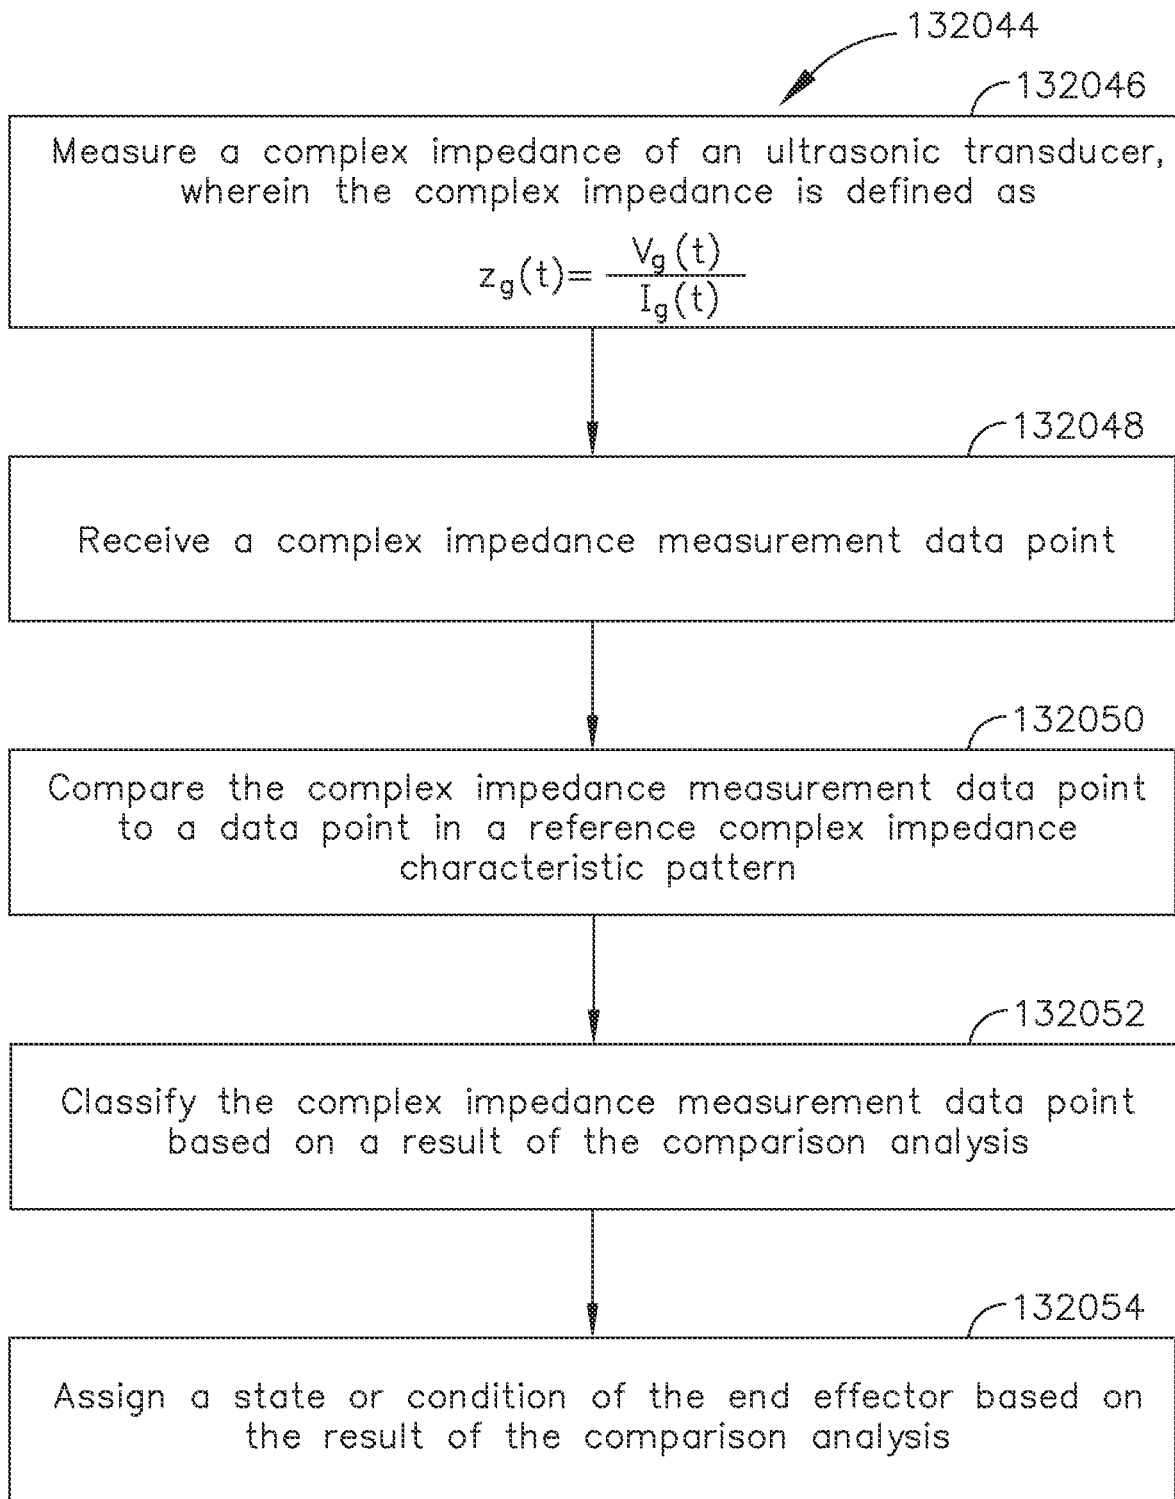 132044
132046
Measure a complex impedance of an ultrasonic transducer,
wherein the complex impedance is defined as
z_g(t)= V_g(t) / I_g(t)
132048
Receive a complex impedance measurement data point
132050
Compare the complex impedance measurement data point
to a data point in a reference complex impedance
characteristic pattern
132052
Classify the complex impedance measurement data point
based on a result of the comparison analysis
132054
Assign a state or condition of the end effector based on
the result of the comparison analysis